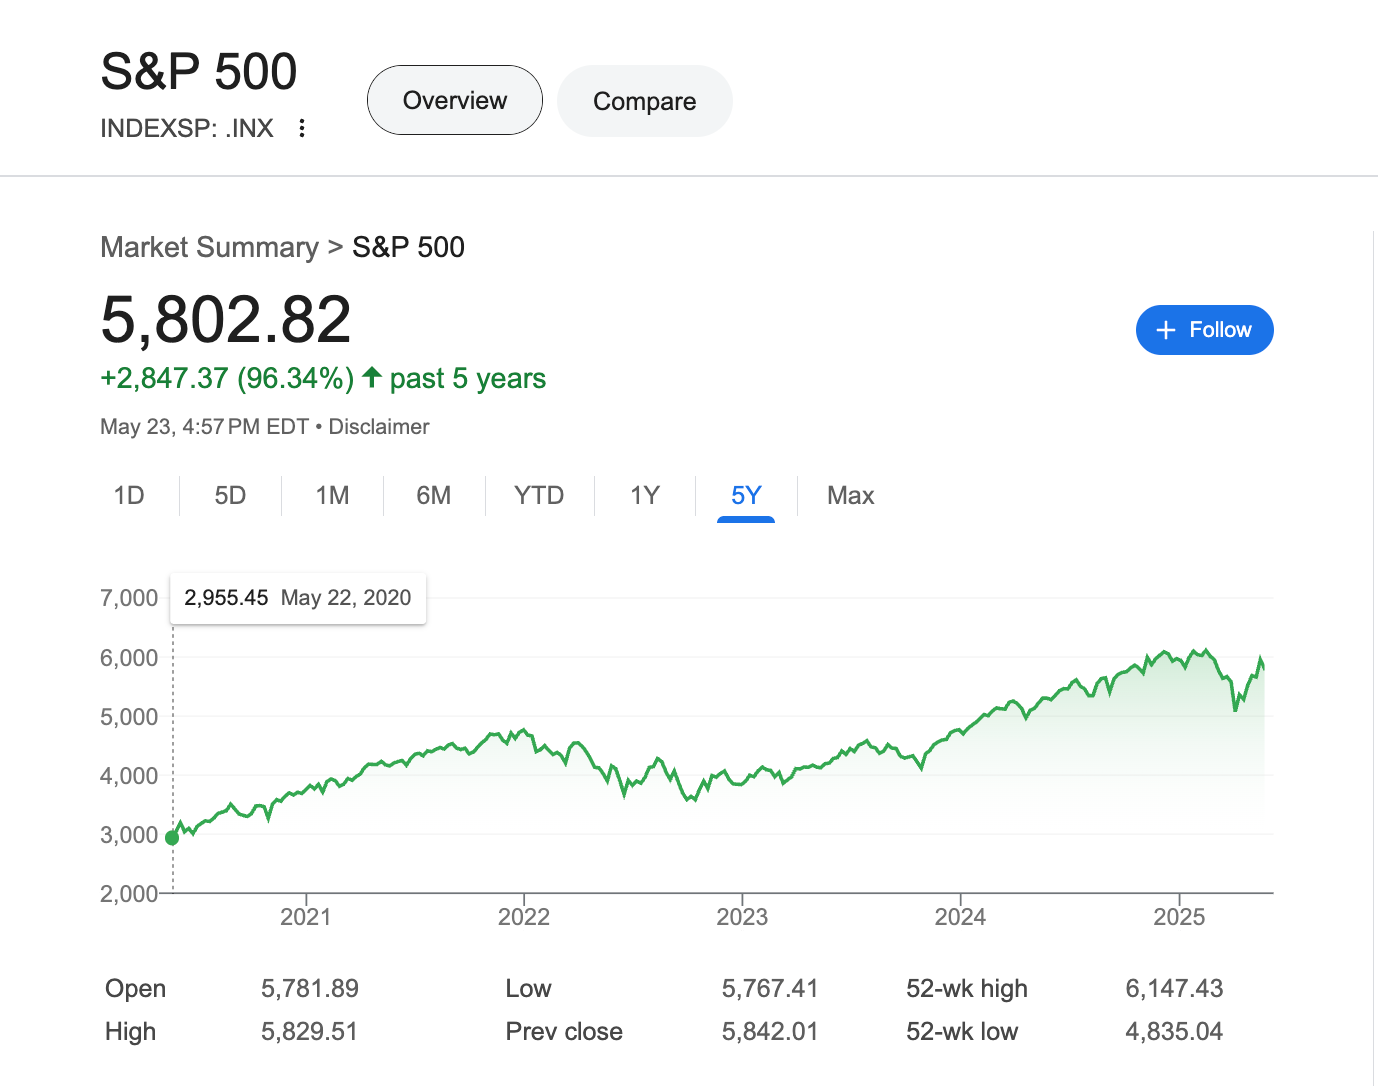 S&P 500
Overview
Compare
INDEXSP: .INX
Market Summary > S&P 500
5,802.82
+ Follow
+2,847.37 (96.34%) ↑ past 5 years
May 23, 4:57 PM EDT • Disclaimer
1D 5D 1M 6M YTD 1Y 5Y Max
2,955.45 May 22, 2020
7,000
6,000
5,000
4,000
3,000
2,000
2021 2022 2023 2024 2025
Open 5,781.89 Low 5,767.41 52-wk high 6,147.43
High 5,829.51 Prev close 5,842.01 52-wk low 4,835.04